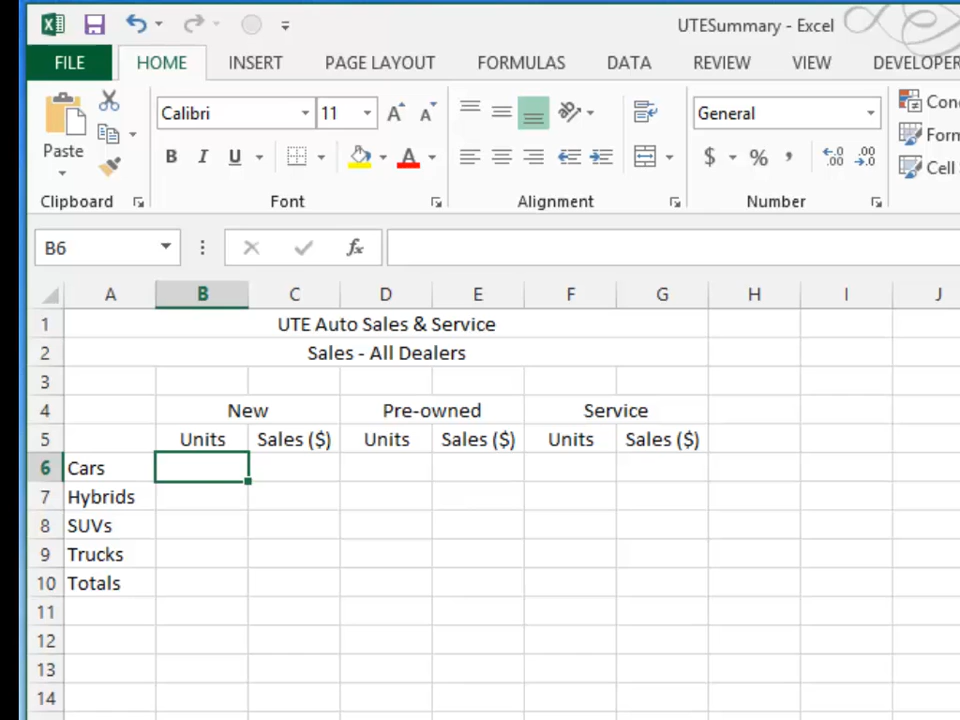 UTESummary - Excel
FILE HOME INSERT PAGE LAYOUT FORMULAS DATA REVIEW VIEW DEVELOPER
Calibri 11 General
Paste B I U A $ % , .00 .0
Clipboard Font Alignment Number
B6 fx
A B C D E F G H I J
1 UTE Auto Sales & Service
2 Sales - All Dealers
3
4 New Pre-owned Service
5 Units Sales ($) Units Sales ($) Units Sales ($)
6 Cars
7 Hybrids
8 SUVs
9 Trucks
10 Totals
11
12
13
14